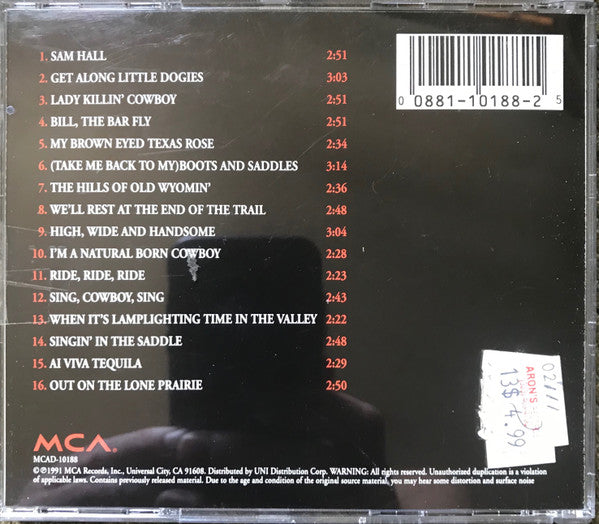 1. SAM HALL 2:51
2. GET ALONG LITTLE DOGIES 3:03
3. LADY KILLIN' COWBOY 2:51
4. BILL, THE BAR FLY 2:51
5. MY BROWN EYED TEXAS ROSE 2:34
6. (TAKE ME BACK TO MY)BOOTS AND SADDLES 3:14
7. THE HILLS OF OLD WYOMIN' 2:36
8. WE'LL REST AT THE END OF THE TRAIL 2:48
9. HIGH, WIDE AND HANDSOME 3:04
10. I'M A NATURAL BORN COWBOY 2:28
11. RIDE, RIDE, RIDE 2:23
12. SING, COWBOY, SING 2:43
13. WHEN IT'S LAMPLIGHTING TIME IN THE VALLEY 2:22
14. SINGIN' IN THE SADDLE 2:48
15. AI VIVA TEQUILA 2:29
16. OUT ON THE LONE PRAIRIE 2:50
0 0881-10188-2 5
ARON'S
13$ 4.99
MCA
MCAD-10188
©℗1991 MCA Records, Inc., Universal City, CA 91608. Distributed by UNI Distribution Corp. WARNING: All rights reserved. Unauthorized duplication is a violation
of applicable laws. Contains previously released material. Due to the age and condition of the original source material, you may hear some distortion and surface noise